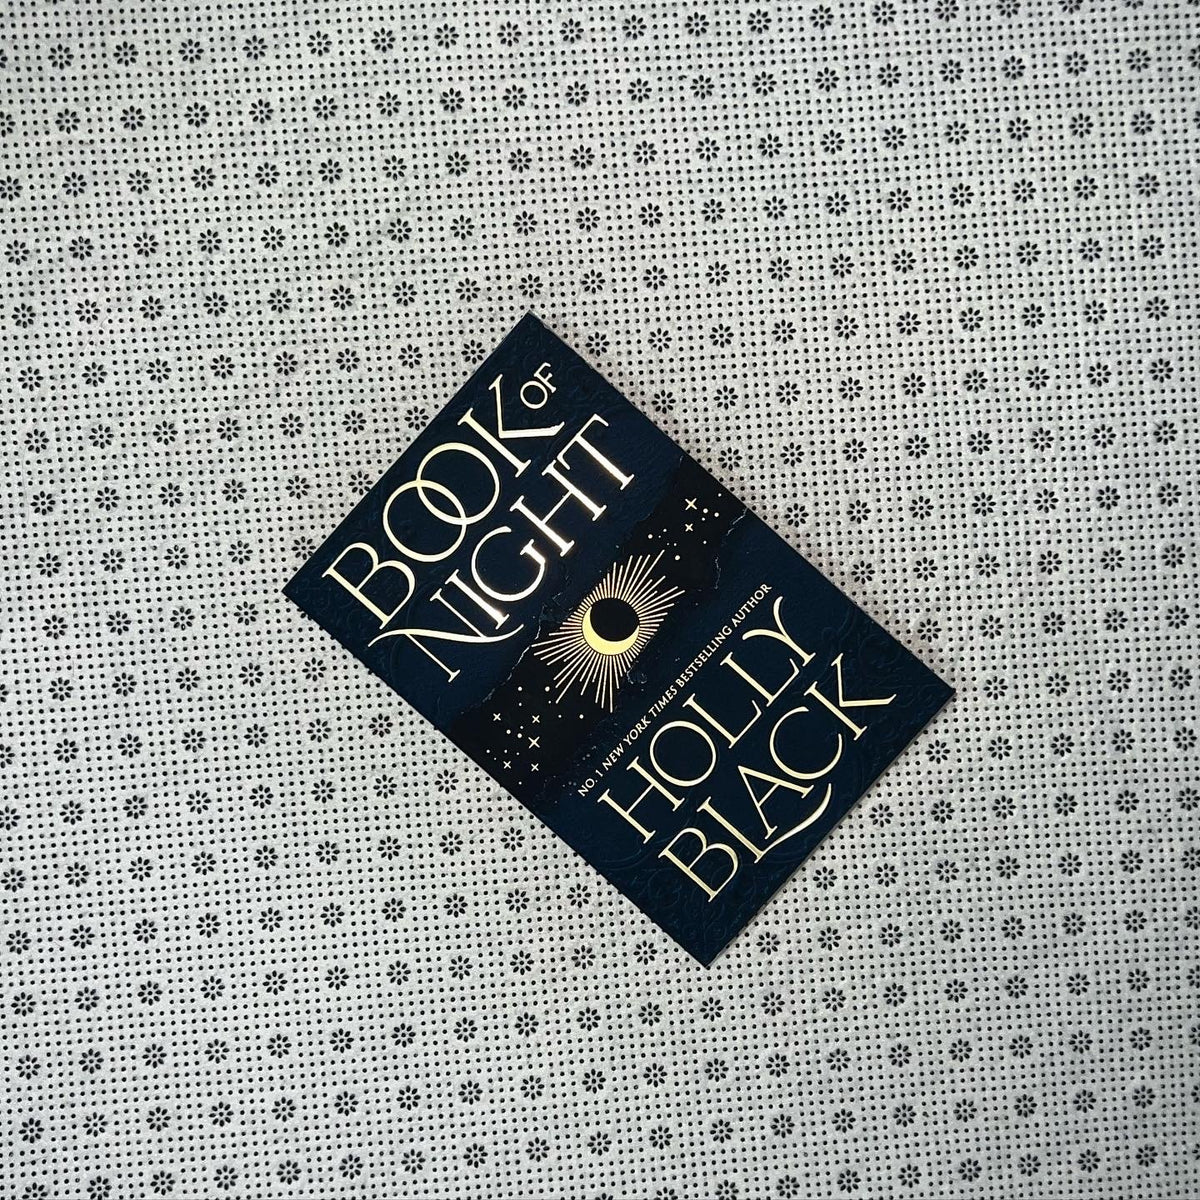 BOOK OF
NIGHT
NO. 1 NEW YORK TIMES BESTSELLING AUTHOR
HOLLY
BLACK